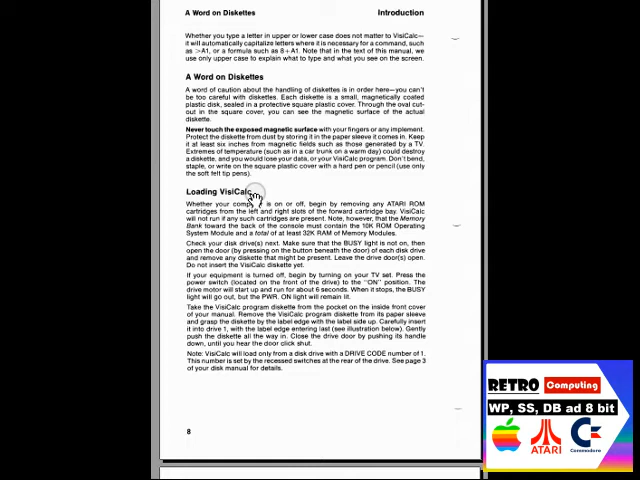 A Word on Diskettes Introduction
Whether you type a letter in upper or lower case does not matter to VisiCalc—
it will automatically capitalize letters where it is necessary for a command, such
as >A1, or a formula such as 8+A1. Note that in the text of this manual, we
use only upper case to explain what to type and what you see on the screen.
A Word on Diskettes
A word of caution about the handling of diskettes is in order here—you can't
be too careful with diskettes. Each diskette is a small, magnetically coated
plastic disk, sealed in a protective square plastic cover. Through the oval cut-
out in the square cover, you can see the magnetic surface of the actual
diskette.
Never touch the exposed magnetic surface with your fingers or any implement.
Protect the diskette from dust by storing it in the paper sleeve it comes in. Keep
it at least six inches from magnetic fields such as those generated by a TV.
Extremes of temperature (such as in a car trunk on a warm day) could destroy
a diskette, and you would lose your data, or your VisiCalc program. Don't bend,
staple, or write on the square plastic cover with a hard pen or pencil (use only
the soft felt tip pens).
Loading VisiCalc
Whether your is on or off, begin by removing any ATARI ROM
cartridges from the left and right slots of the forward cartridge bay. VisiCalc
will not run if any such cartridges are present. Note, however, that the Memory
Bank toward the back of the console must contain the 10K ROM Operating
System Module and a total of at least 32K RAM of Memory Modules.
Check your disk drive(s) next. Make sure that the BUSY light is not on, then
open the door (by pressing on the button beneath the door) of each disk drive
and remove any diskette that might be present. Leave the drive door(s) open.
Do not insert the VisiCalc diskette yet.
If your equipment is turned off, begin by turning on your TV set. Press the
power switch (located on the front of the drive) to the "ON" position. The
drive motor will start up and run for about 6 seconds. When it stops, the BUSY
light will go out, but the PWR. ON light will remain lit.
Take the VisiCalc program diskette from the pocket on the inside front cover
of your manual. Remove the VisiCalc program diskette from its paper sleeve
and grasp the diskette by the label edge with the label side up. Carefully insert
it into drive 1, with the label edge entering last (see illustration below). Gently
push the diskette all the way in. Close the drive door by pushing its handle
down, until you hear the door click shut.
Note: VisiCalc will load only from a disk drive with a DRIVE CODE number of 1.
This number is set by the recessed switches at the rear of the drive. See page 3
of your disk manual for details.
8
RETRO Computing
WP, SS, DB ad 8 bit
ATARI
Commodore